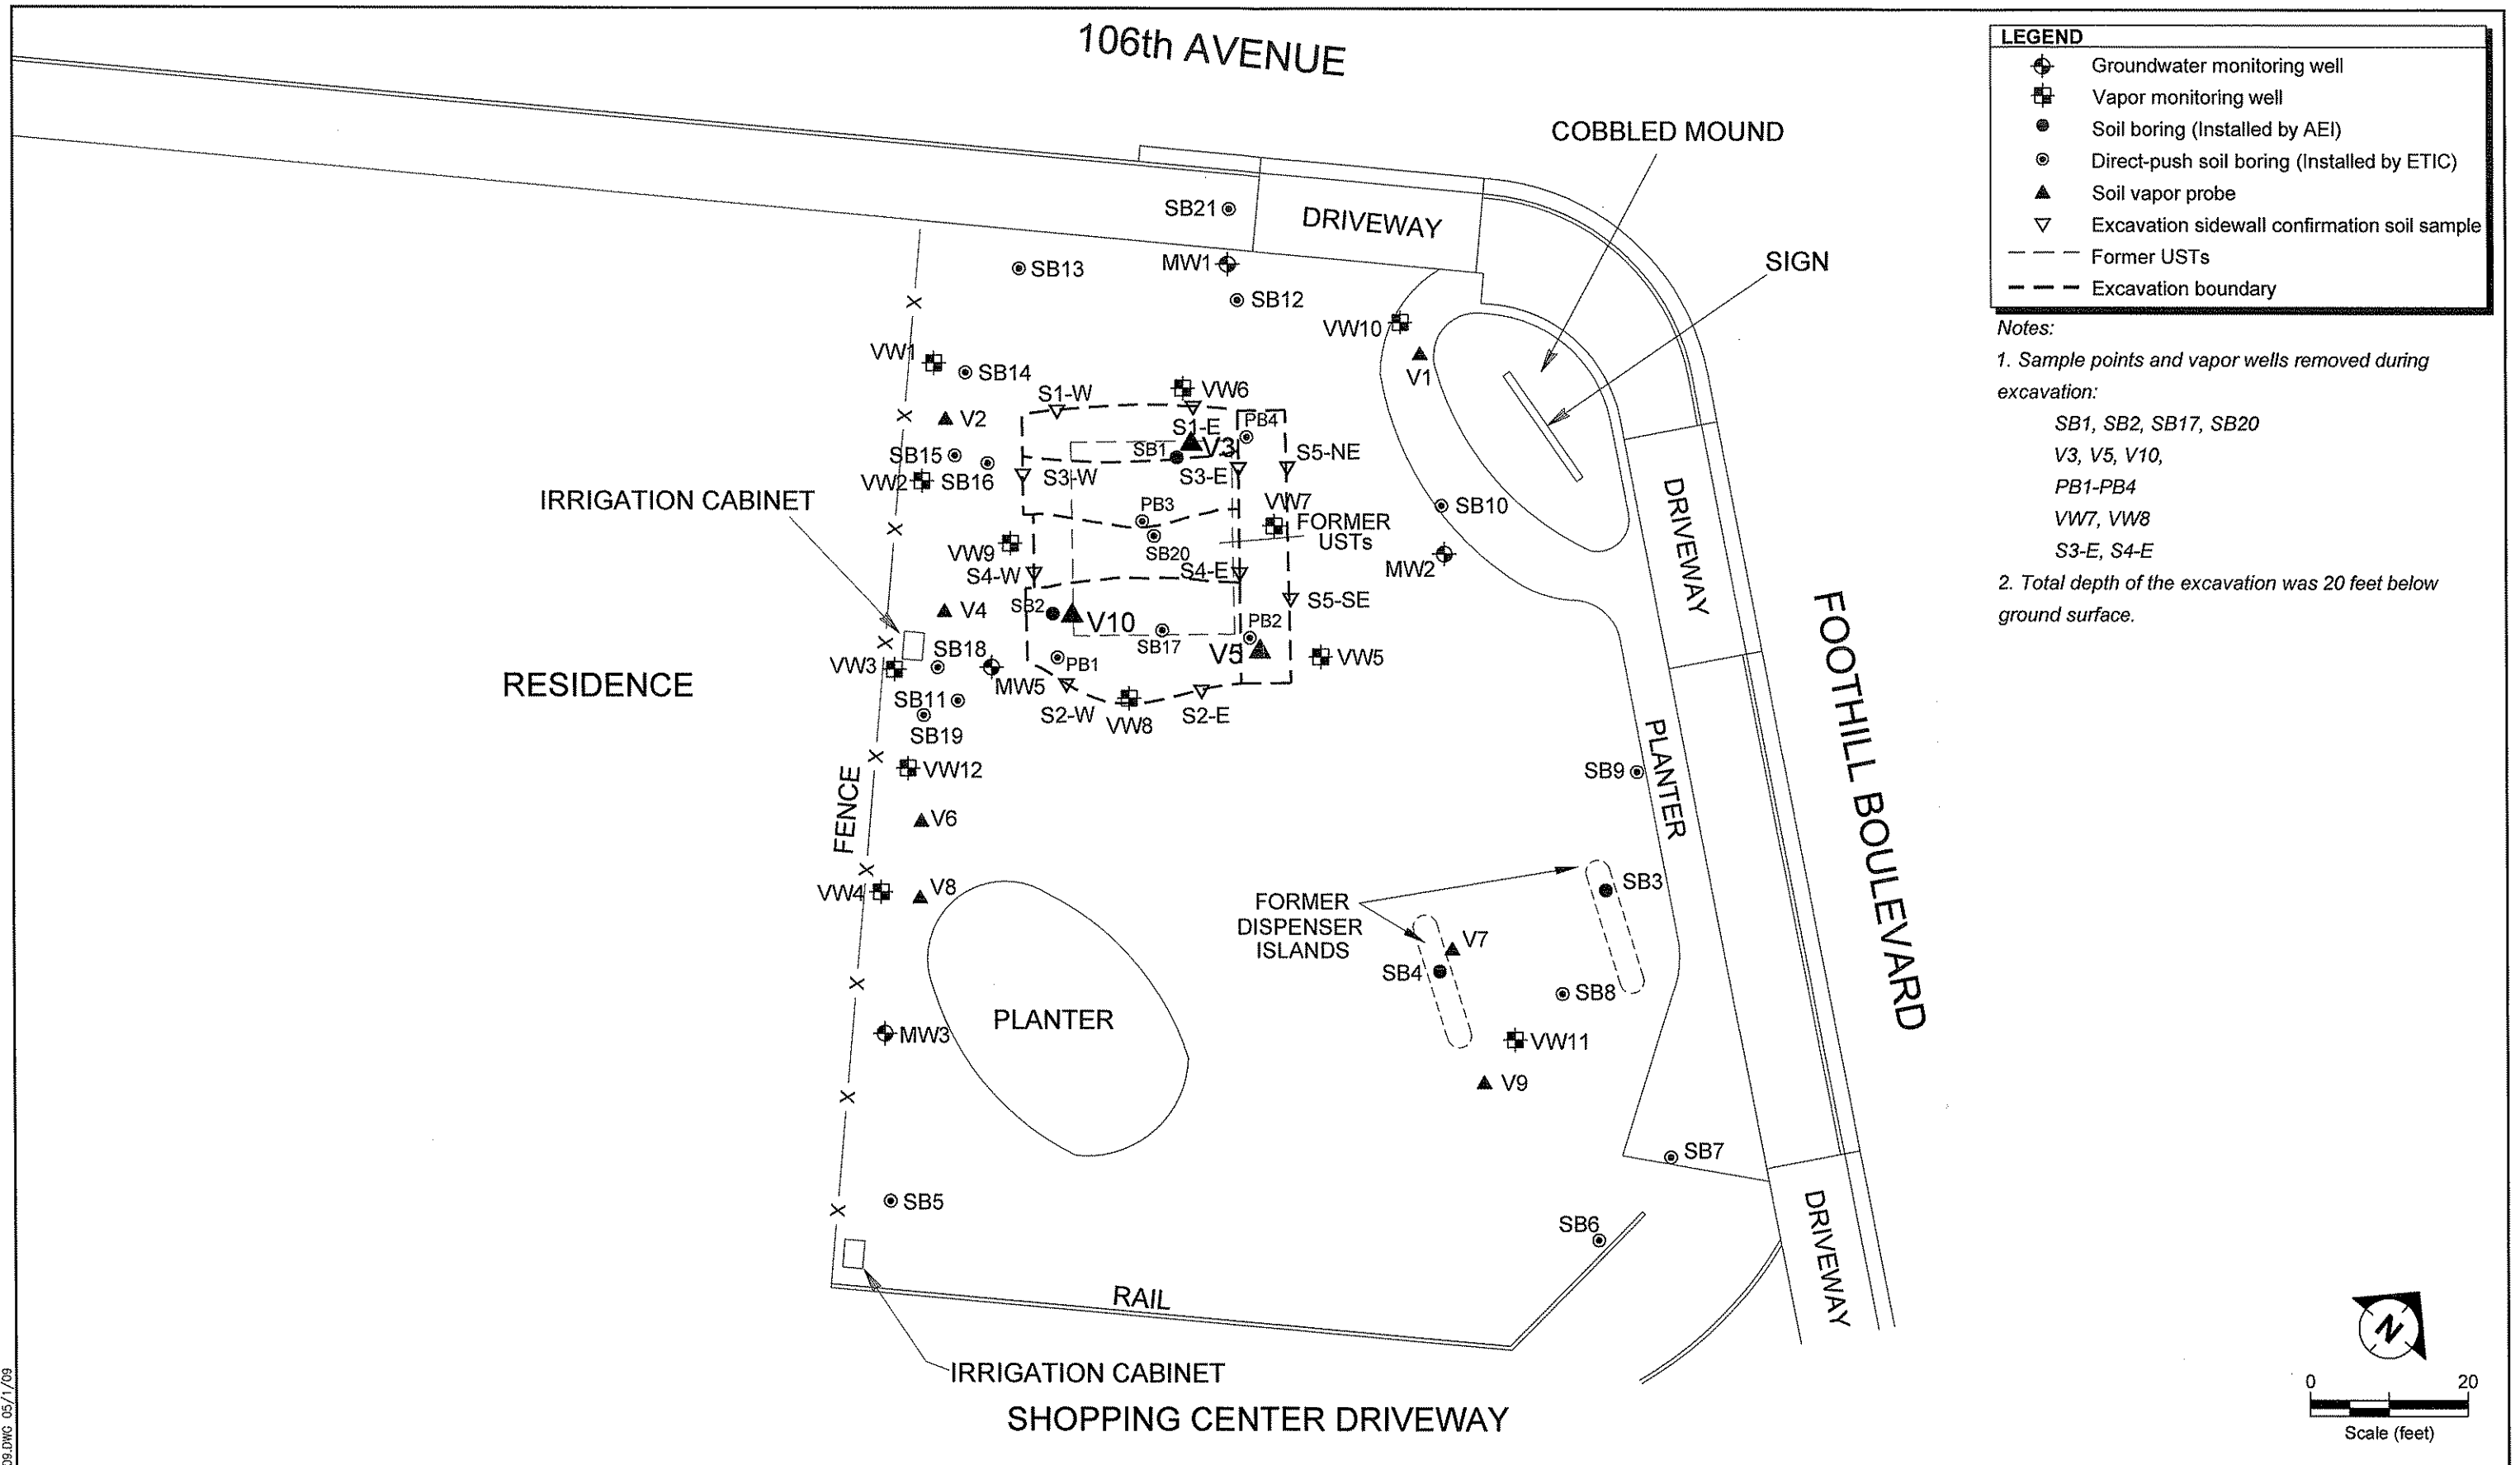 106th AVENUE
LEGEND
Groundwater monitoring well
Vapor monitoring well
Soil boring (Installed by AEI)
Direct-push soil boring (Installed by ETIC)
Soil vapor probe
Excavation sidewall confirmation soil sample
Former USTs
Excavation boundary
Notes:
1. Sample points and vapor wells removed during
excavation:
SB1, SB2, SB17, SB20
V3, V5, V10,
PB1-PB4
VW7, VW8
S3-E, S4-E
2. Total depth of the excavation was 20 feet below
ground surface.
COBBLED MOUND
SIGN
DRIVEWAY
SB21
MW1
SB13
SB12
VW10
V1
VW1
SB14
S1-W
VW6
V2
S1-E
PB4
SB1
V3
S5-NE
SB15
VW2
SB16
S3-W
S3-E
IRRIGATION CABINET
PB3
VW7
FORMER
USTs
SB10
DRIVEWAY
VW9
SB20
S4-W
S4-E
MW2
V4
SB2
V10
S5-SE
PB2
SB17
V5
VW5
SB18
VW3
PB1
MW5
RESIDENCE
SB11
S2-W
VW8
S2-E
SB19
VW12
SB9
PLANTER
FOOTHILL BOULEVARD
FENCE
V6
VW4
V8
FORMER
DISPENSER
ISLANDS
SB3
V7
SB4
SB8
PLANTER
MW3
VW11
V9
SB7
SB5
SB6
DRIVEWAY
RAIL
IRRIGATION CABINET
SHOPPING CENTER DRIVEWAY
N
0 20
Scale (feet)
09.DWG 05/1/09